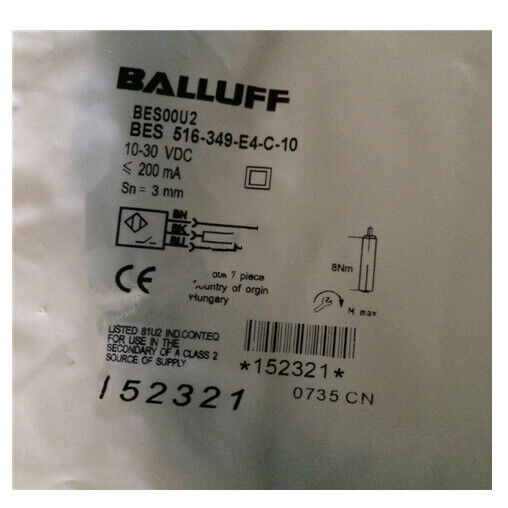 BALLUFF
BES00U2
BES 516-349-E4-C-10
10-30 VDC
≤ 200 mA
Sn = 3 mm
BN
BK
BU
8Nm
CE
piece
country of orgin
Hungary
M max
LISTED 81U2 IND.CONT.EQ
FOR USE IN THE
SECONDARY OF A CLASS 2
SOURCE OF SUPPLY
*152321*
0735 CN
152321